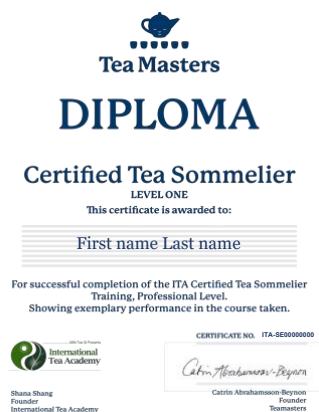 Tea Masters
DIPLOMA
Certified Tea Sommelier
LEVEL ONE
This certificate is awarded to:
First name Last name
For successful completion of the ITA Certified Tea Sommelier
Training, Professional Level.
Showing exemplary performance in the course taken.
CERTIFICATE NO. ITA-SE00000000
International
Tea Academy
Catrin Abrahamsson-Beynon
Shana Shang
Founder
International Tea Academy
Catrin Abrahamsson-Beynon
Founder
Teamasters